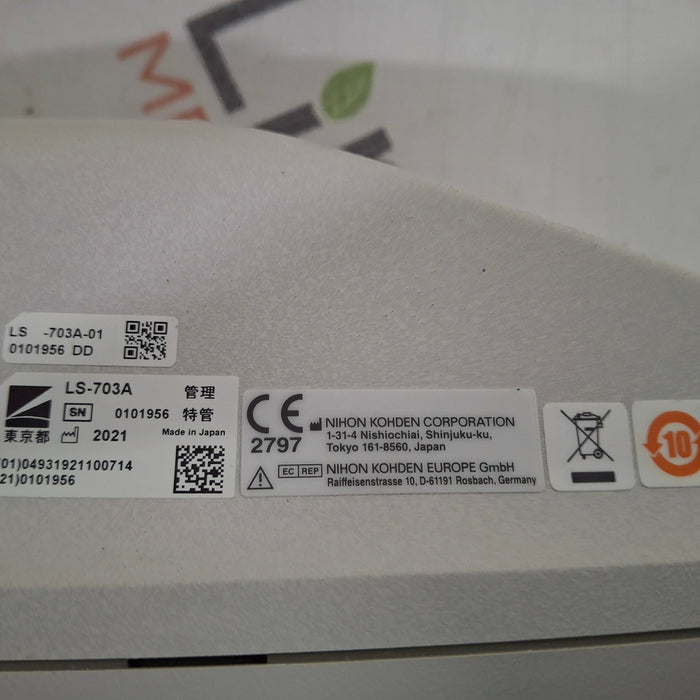 LS -703A-01
0101956 DD
LS-703A 管理
SN 0101956 特管
東京都 2021 Made in Japan
01)04931921100714
21)0101956
CE
2797
NIHON KOHDEN CORPORATION
1-31-4 Nishiochiai, Shinjuku-ku,
Tokyo 161-8560, Japan
EC REP NIHON KOHDEN EUROPE GmbH
Raiffeisenstrasse 10, D-61191 Rosbach, Germany
10